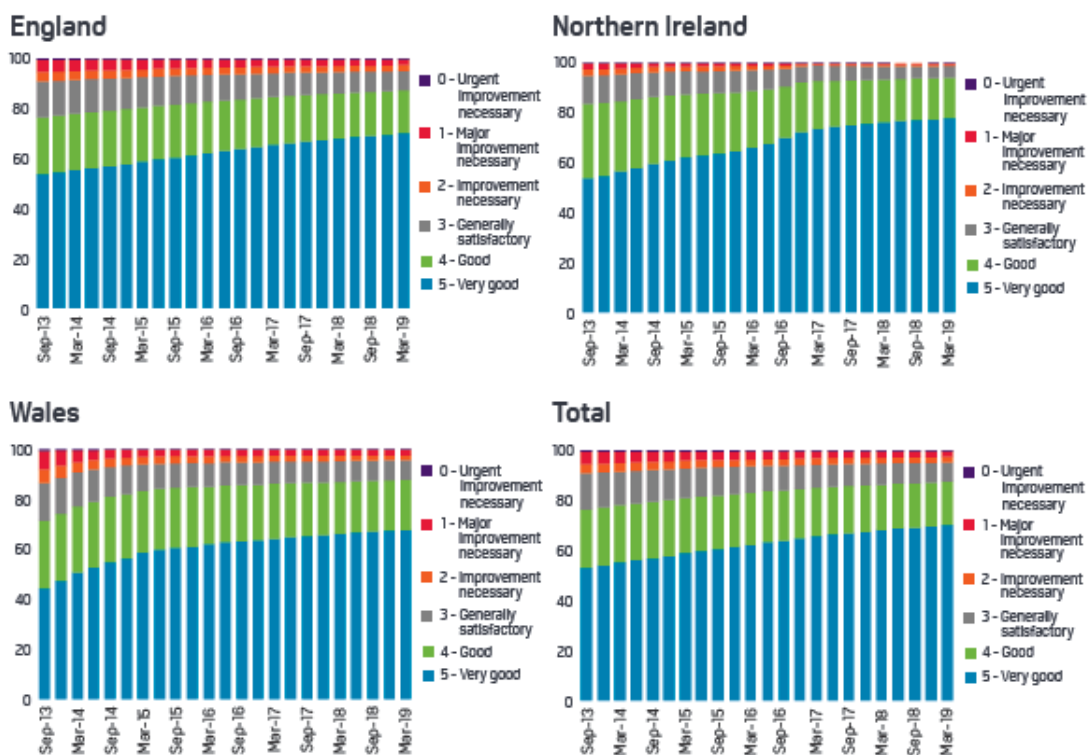 England
100
80
60
40
20
0
Sep-13
Mar-14
Sep-14
Mar-15
Sep-15
Mar-16
Sep-16
Mar-17
Sep-17
Mar-18
Sep-18
Mar-19
0 - Urgent
Improvement
necessary
1 - Major
Improvement
necessary
2 - Improvement
necessary
3 - Generally
satisfactory
4 - Good
5 - Very good
Northern Ireland
100
80
60
40
20
0
Sep-13
Mar-14
Sep-14
Mar-15
Sep-15
Mar-16
Sep-16
Mar-17
Sep-17
Mar-18
Sep-18
Mar-19
0 - Urgent
Improvement
necessary
1 - Major
Improvement
necessary
2 - Improvement
necessary
3 - Generally
satisfactory
4 - Good
5 - Very good
Wales
100
80
60
40
20
0
Sep-13
Mar-14
Sep-14
Mar-15
Sep-15
Mar-16
Sep-16
Mar-17
Sep-17
Mar-18
Sep-18
Mar-19
0 - Urgent
Improvement
necessary
1 - Major
Improvement
necessary
2 - Improvement
necessary
3 - Generally
satisfactory
4 - Good
5 - Very good
Total
100
80
60
40
20
0
Sep-13
Mar-14
Sep-14
Mar-15
Sep-15
Mar-16
Sep-16
Mar-17
Sep-17
Mar-18
Sep-18
Mar-19
0 - Urgent
Improvement
necessary
1 - Major
Improvement
necessary
2 - Improvement
necessary
3 - Generally
satisfactory
4 - Good
5 - Very good